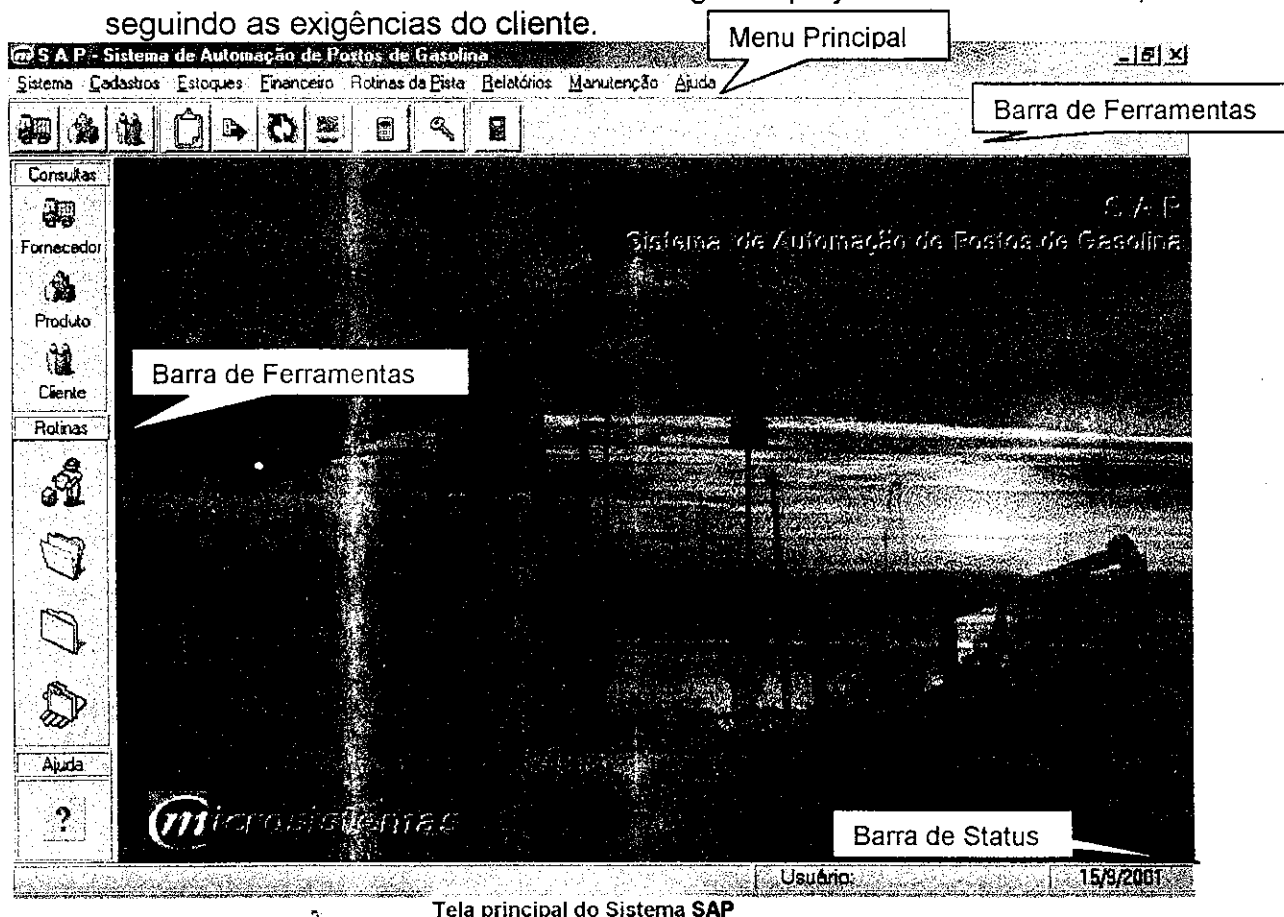 seguindo as exigências do cliente.
Menu Principal
S A P - Sistema de Automação de Postos de Gasolina
Sistema Cadastros Estoques Financeiro Rotinas da Pista Relatórios Manutenção Ajuda
Barra de Ferramentas
Consultas
Fornecedor
Produto
Cliente
Rotinas
Ajuda
?
S A P
Sistema de Automação de Postos de Gasolina
Barra de Ferramentas
microsistemas
Barra de Status
Usuário: 15/9/2001
Tela principal do Sistema SAP